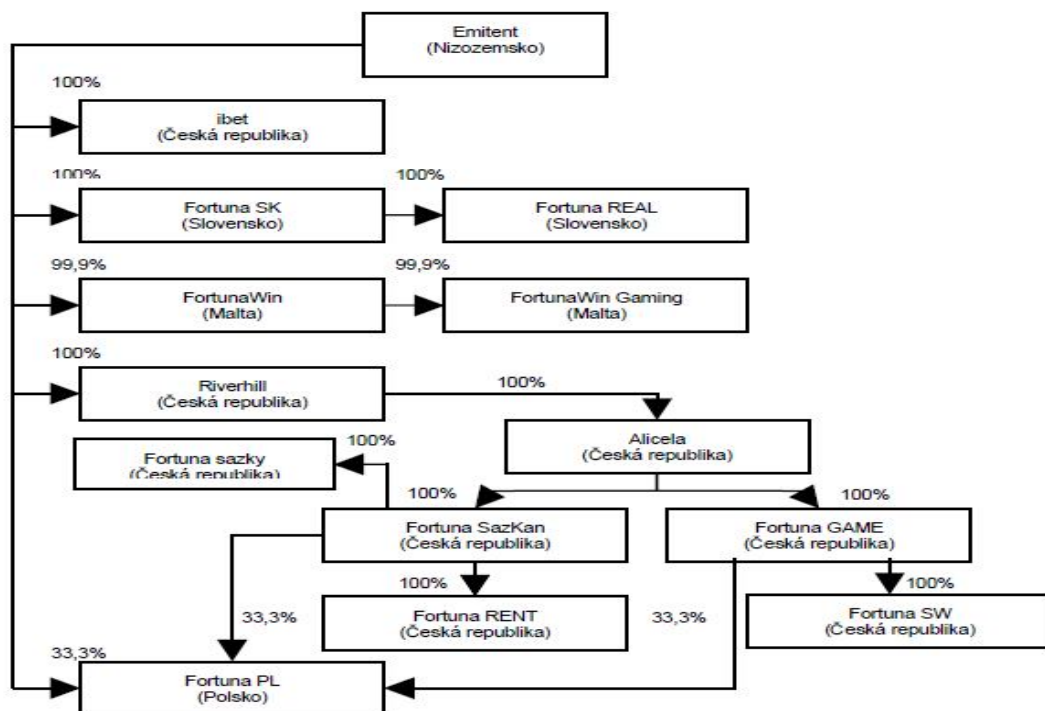 Emitent
(Nizozemsko)
100%
ibet
(Česká republika)
100%
100%
Fortuna SK
(Slovensko)
Fortuna REAL
(Slovensko)
99,9%
99,9%
FortunaWin
(Malta)
FortunaWin Gaming
(Malta)
100%
Riverhill
(Česká republika)
100%
Alicela
(Česká republika)
100%
Fortuna sazky
(Česká republika)
100%
100%
Fortuna SazKan
(Česká republika)
Fortuna GAME
(Česká republika)
100%
100%
Fortuna RENT
(Česká republika)
Fortuna SW
(Česká republika)
33,3%
33,3%
33,3%
Fortuna PL
(Polsko)